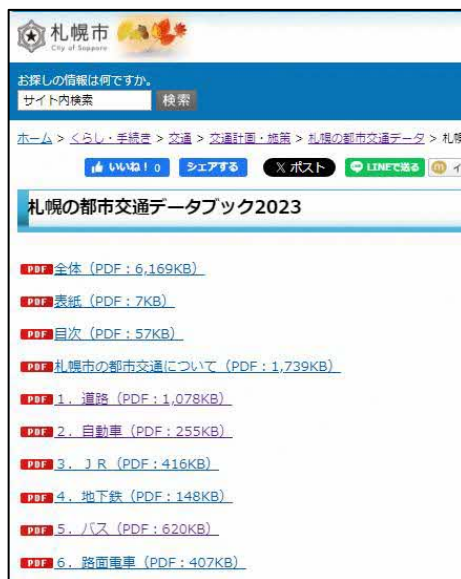 札幌市
City of Sapporo
お探しの情報は何ですか。
サイト内検索 検索
ホーム > くらし・手続き > 交通 > 交通計画・施策 > 札幌の都市交通データ > 札幌
いいね！ 0 シェアする X ポスト LINEで送る m イ
札幌の都市交通データブック2023
PDF 全体（PDF：6,169KB）
PDF 表紙（PDF：7KB）
PDF 目次（PDF：57KB）
PDF 札幌市の都市交通について（PDF：1,739KB）
PDF 1．道路（PDF：1,078KB）
PDF 2．自動車（PDF：255KB）
PDF 3．ＪＲ（PDF：416KB）
PDF 4．地下鉄（PDF：148KB）
PDF 5．バス（PDF：620KB）
PDF 6．路面電車（PDF：407KB）